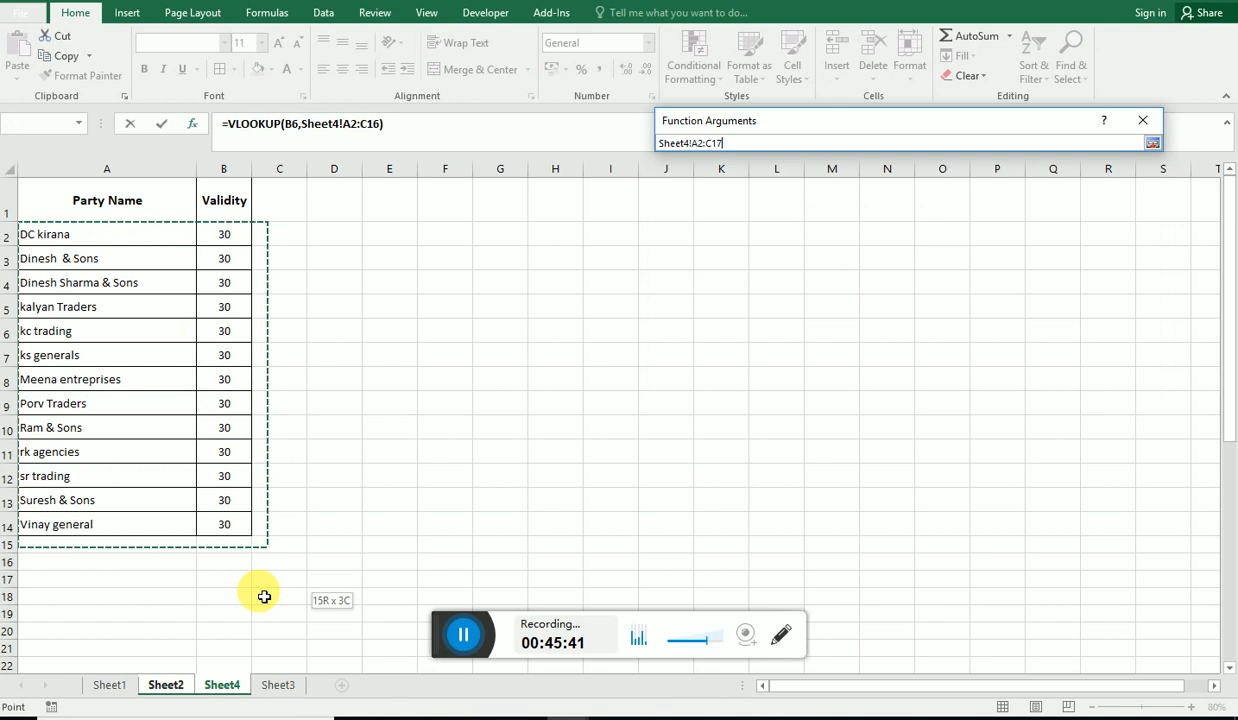 File Home Insert Page Layout Formulas Data Review View Developer Add-Ins Tell me what you want to do... Sign in Share
Paste
Cut
Copy
Format Painter
Clipboard
11 A A
B I U A
Font
Wrap Text
Merge & Center
Alignment
General
%
Number
Conditional
Formatting
Format as
Table
Cell
Styles
Styles
Insert
Delete
Format
Cells
AutoSum
Fill
Clear
Sort &
Filter
Find &
Select
Editing
fx =VLOOKUP(B6,Sheet4!A2:C16)
Function Arguments ?
Sheet4!A2:C17
A B C D E F G H I J K L M N O P Q R S T
1 Party Name Validity
2 DC kirana 30
3 Dinesh & Sons 30
4 Dinesh Sharma & Sons 30
5 kalyan Traders 30
6 kc trading 30
7 ks generals 30
8 Meena entreprises 30
9 Porv Traders 30
10 Ram & Sons 30
11 rk agencies 30
12 sr trading 30
13 Suresh & Sons 30
14 Vinay general 30
15
16
17
18
19
20
21
22
15R x 3C
Recording...
00:45:41
Sheet1 Sheet2 Sheet4 Sheet3
Point
80%